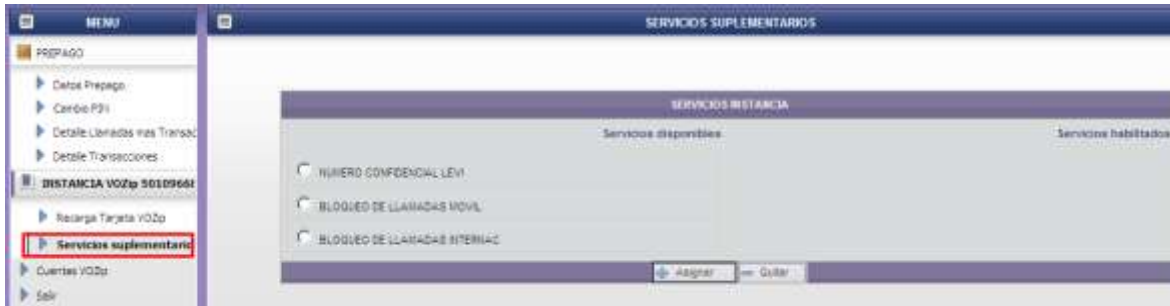 MENU
SERVICIOS SUPLEMENTARIOS
PREPAGO
Datos Prepago
Cambio PIN
Detalle Llamadas mas Transac
Detalle Transacciones
INSTANCIA VOZip 50109668
Recarga Tarjeta VOZip
Servicios suplementario
Cuentas VOZip
Salir
SERVICIOS INSTANCIA
Servicios disponibles
Servicios habilitados
NUMERO CONFIDENCIAL LEVI
BLOQUEO DE LLAMADAS MOVIL
BLOQUEO DE LLAMADAS INTERNAC
Asignar
Quitar